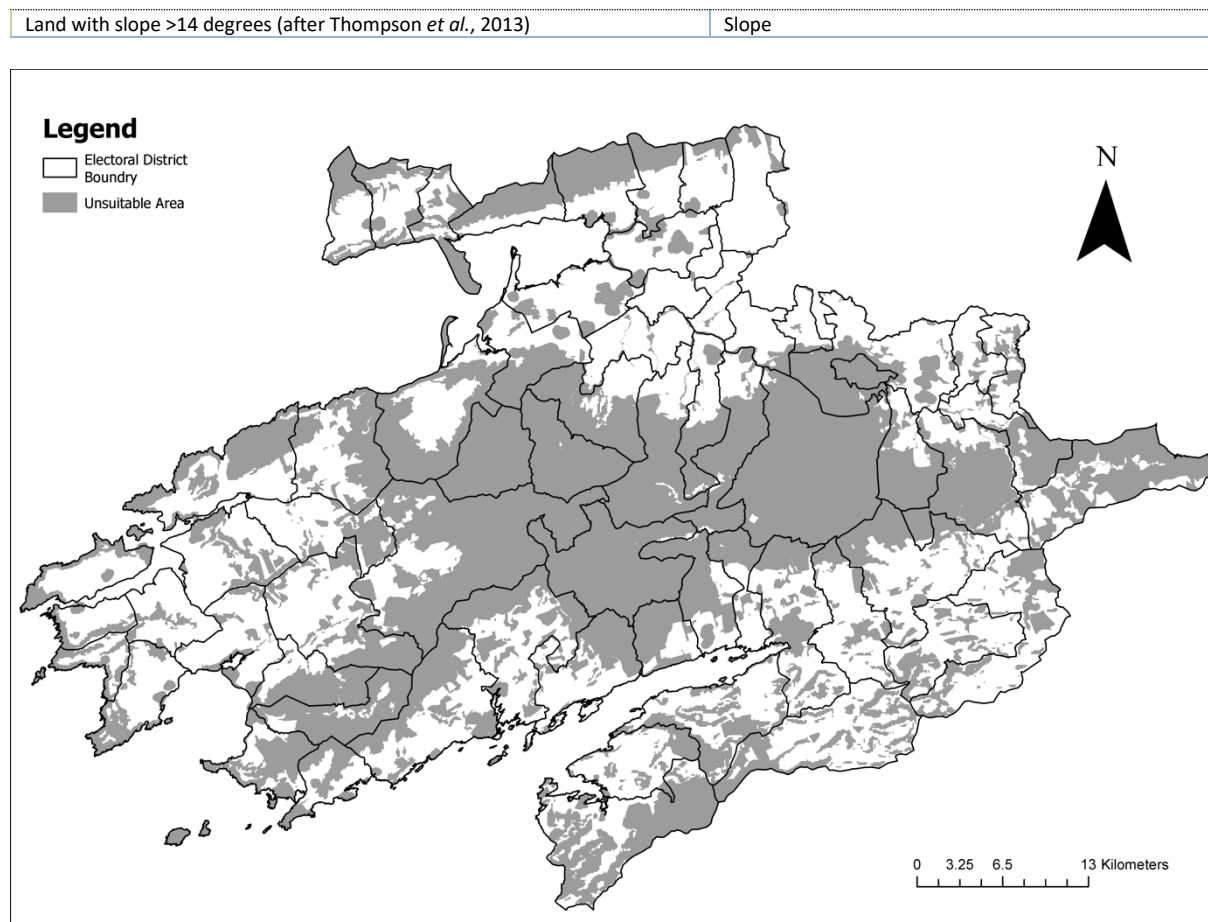 Land with slope >14 degrees (after Thompson et al., 2013) Slope
Legend
Electoral District
Boundry
Unsuitable Area
N
0 3.25 6.5 13 Kilometers